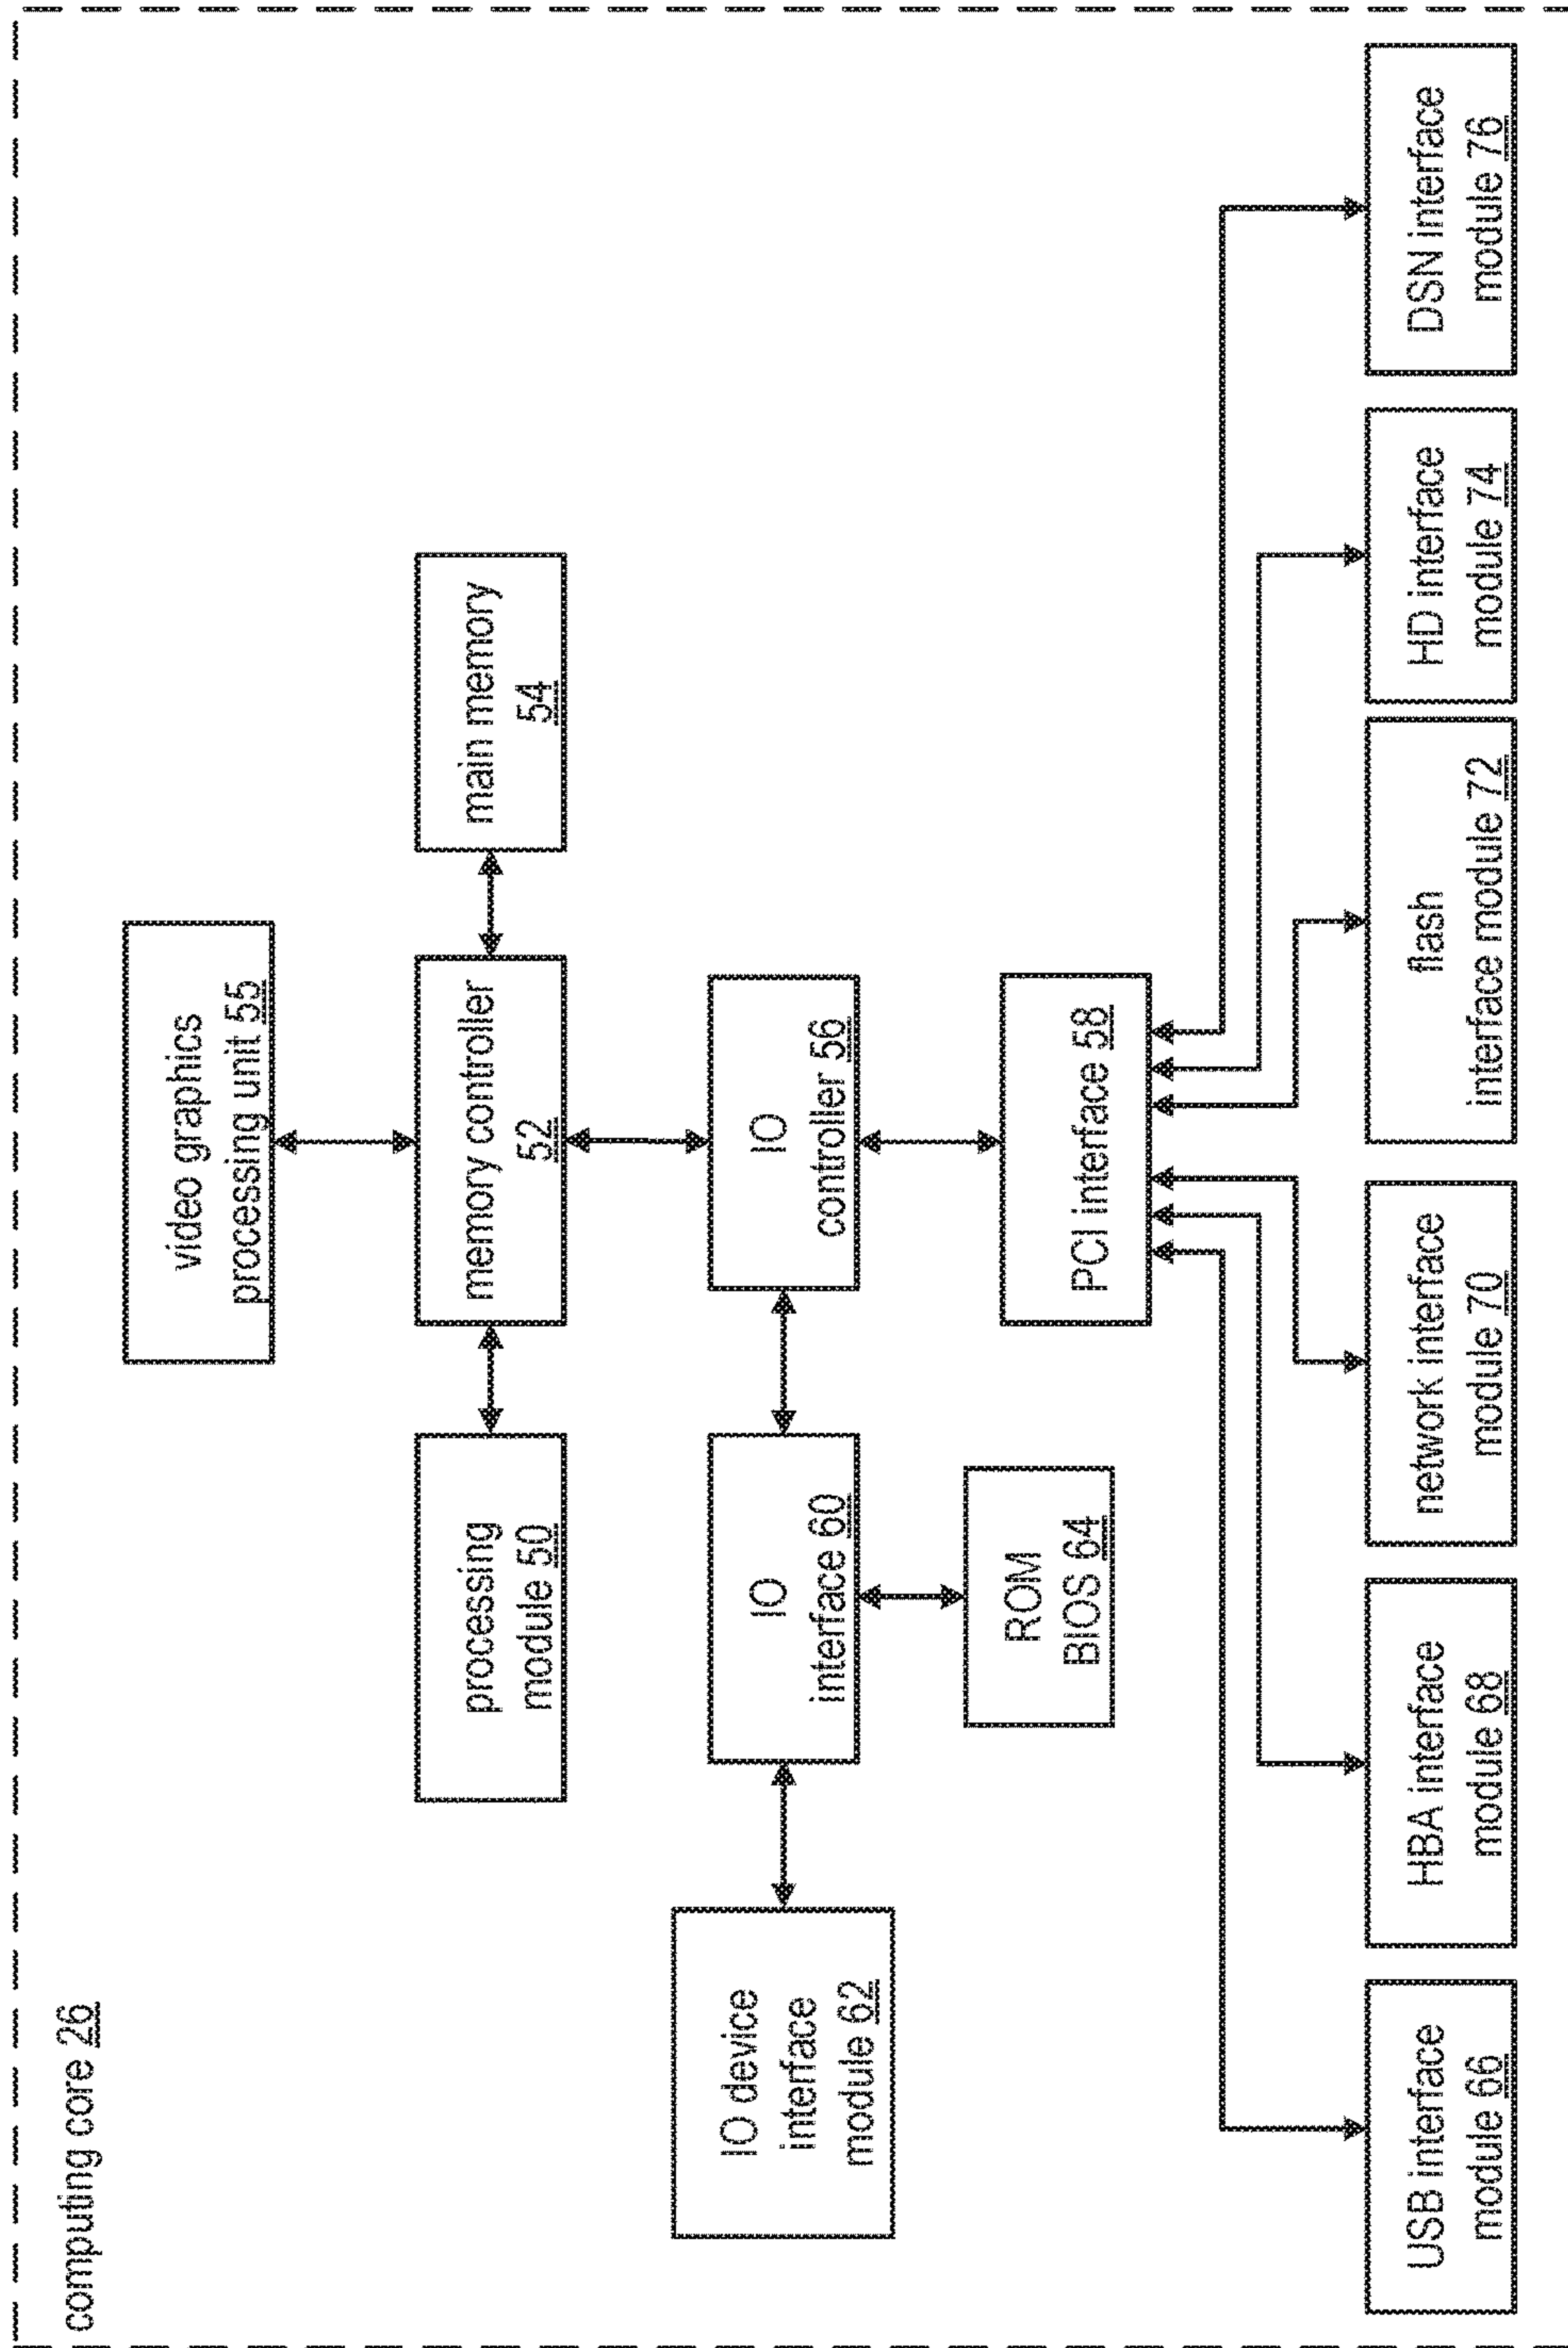 computing core 26
video graphics
processing unit 55
processing
module 50
memory controller
52
main memory
54
IO device
interface
module 62
IO
interface 60
IO
controller 56
ROM
BIOS 64
PCI interface 58
USB interface
module 66
HBA interface
module 68
network interface
module 70
flash
interface module 72
HD interface
module 74
DSN interface
module 76